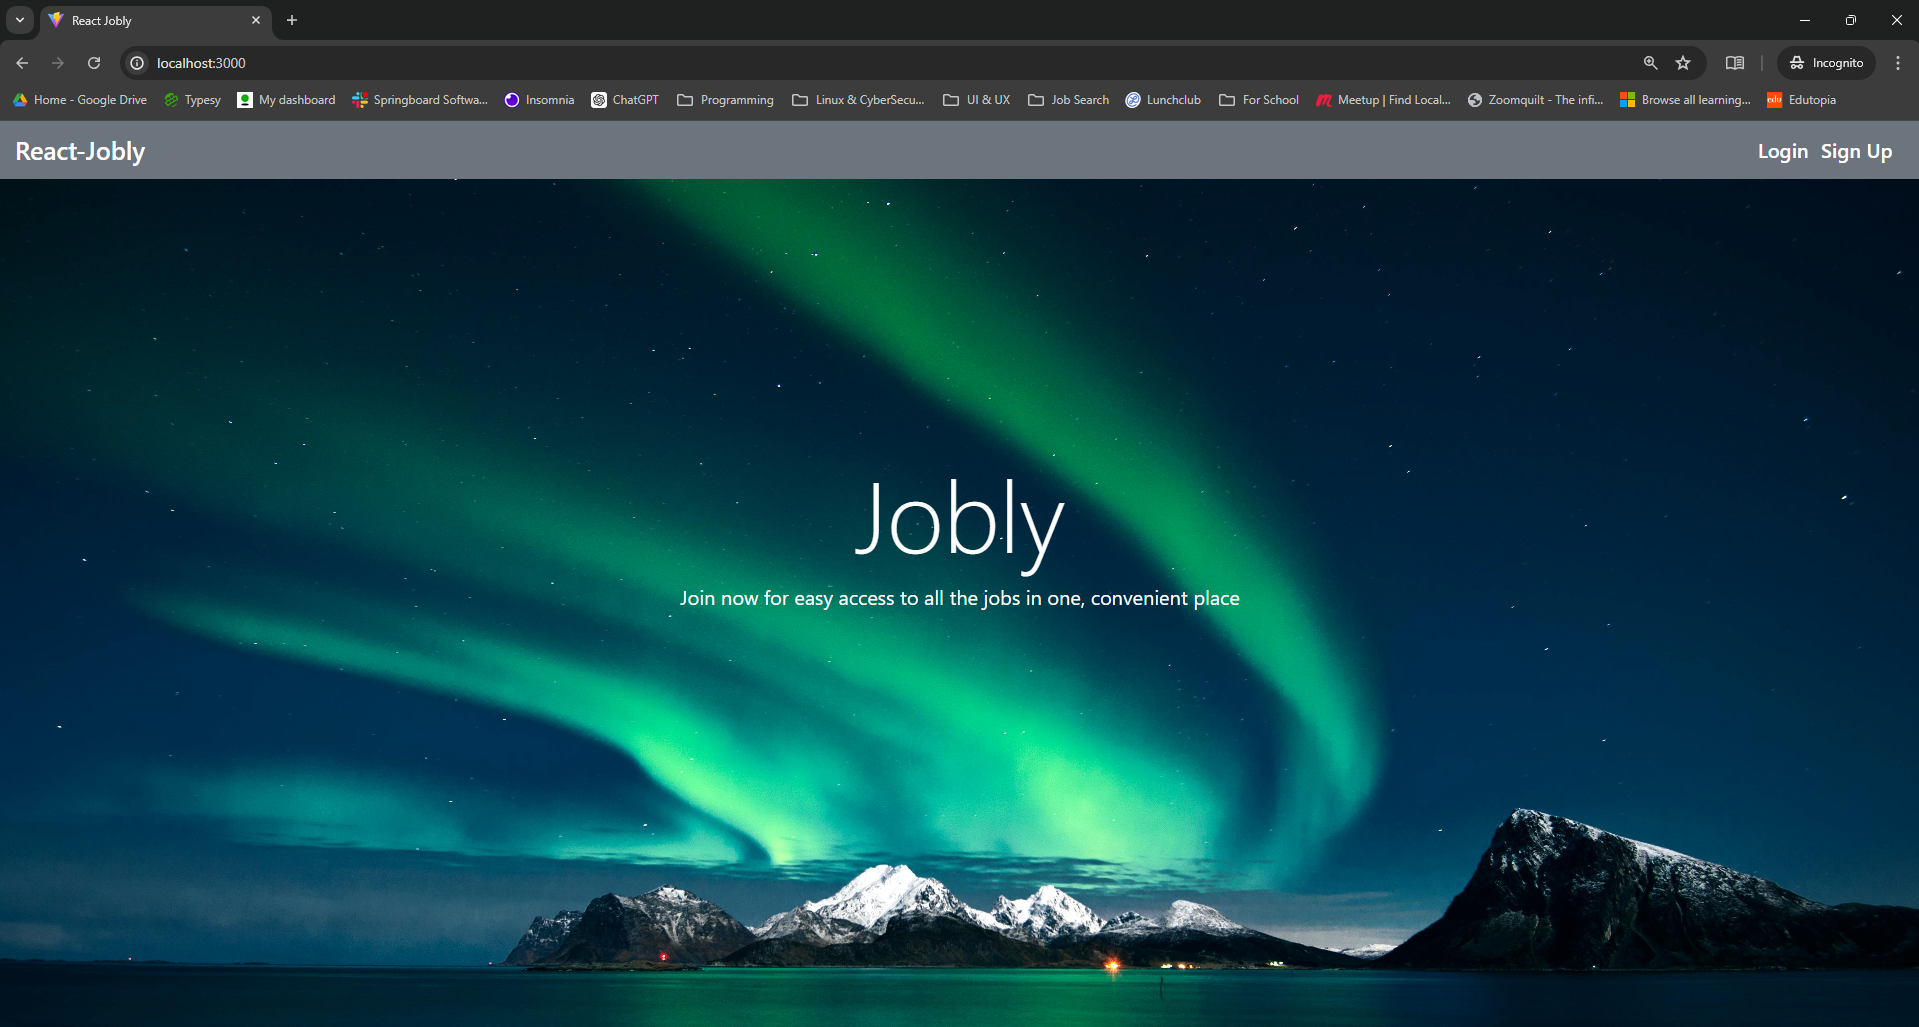 React Jobly
localhost:3000
Incognito
Home - Google Drive
Typesy
My dashboard
Springboard Softwa...
Insomnia
ChatGPT
Programming
Linux & CyberSecu...
UI & UX
Job Search
Lunchclub
For School
Meetup | Find Local...
Zoomquilt - The infi...
Browse all learning...
edu
Edutopia
React-Jobly
Login
Sign Up
Jobly
Join now for easy access to all the jobs in one, convenient place